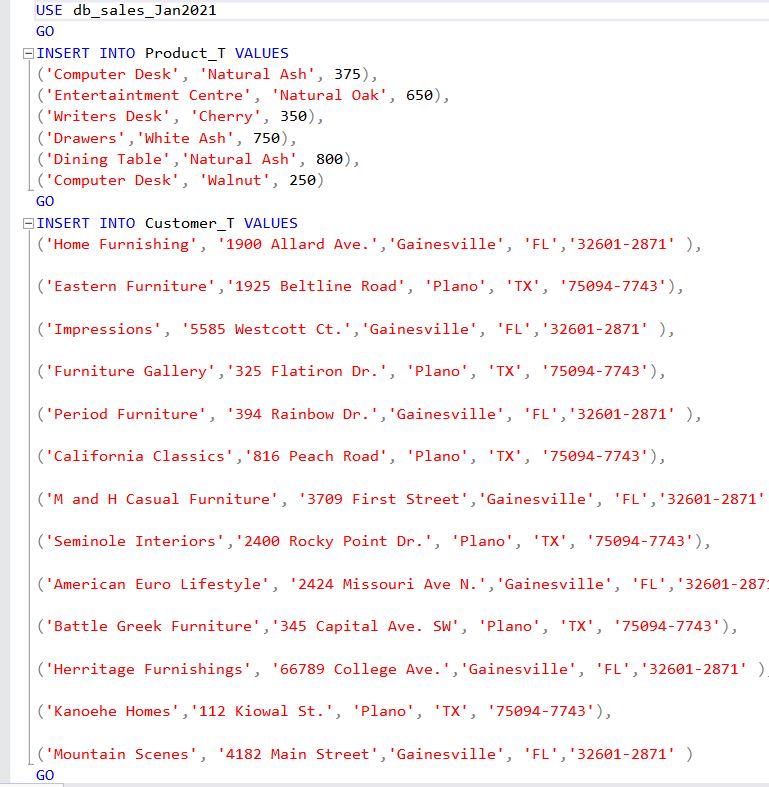 USE db_sales_Jan2021
GO
INSERT INTO Product_T VALUES
('Computer Desk', 'Natural Ash', 375),
('Entertaintment Centre', 'Natural Oak', 650),
('Writers Desk', 'Cherry', 350),
('Drawers','White Ash', 750),
('Dining Table','Natural Ash', 800),
('Computer Desk', 'Walnut', 250)
GO
INSERT INTO Customer_T VALUES
('Home Furnishing', '1900 Allard Ave.','Gainesville', 'FL','32601-2871' ),
('Eastern Furniture','1925 Beltline Road', 'Plano', 'TX', '75094-7743'),
('Impressions', '5585 Westcott Ct.','Gainesville', 'FL','32601-2871' ),
('Furniture Gallery','325 Flatiron Dr.', 'Plano', 'TX', '75094-7743'),
('Period Furniture', '394 Rainbow Dr.','Gainesville', 'FL','32601-2871' ),
('California Classics','816 Peach Road', 'Plano', 'TX', '75094-7743'),
('M and H Casual Furniture', '3709 First Street','Gainesville', 'FL','32601-2871'
('Seminole Interiors','2400 Rocky Point Dr.', 'Plano', 'TX', '75094-7743'),
('American Euro Lifestyle', '2424 Missouri Ave N.','Gainesville', 'FL','32601-287
('Battle Greek Furniture','345 Capital Ave. SW', 'Plano', 'TX', '75094-7743'),
('Herritage Furnishings', '66789 College Ave.','Gainesville', 'FL','32601-2871' )
('Kanoehe Homes','112 Kiowal St.', 'Plano', 'TX', '75094-7743'),
('Mountain Scenes', '4182 Main Street','Gainesville', 'FL','32601-2871' )
GO